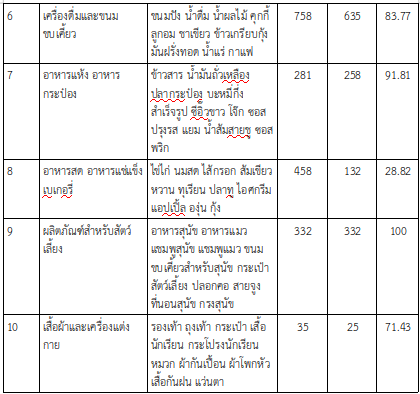 6 เครื่องดื่มและขนม ขนมปัง น้ำดื่ม น้ำผลไม้ คุกกี้ 758 635 83.77
ขบเคี้ยว ลูกอม ชาเขียว ข้าวเกรียบกุ้ง
มันฝรั่งทอด น้ำแร่ กาแฟ
7 อาหารแห้ง อาหาร ข้าวสาร น้ำมันถั่วเหลือง 281 258 91.81
กระป๋อง ปลากระป๋อง บะหมี่กึ่ง
สำเร็จรูป ซีอิ๊วขาว โจ๊ก ซอส
ปรุงรส แยม น้ำส้มสายชู ซอส
พริก
8 อาหารสด อาหารแช่แข็ง ไข่ไก่ นมสด ไส้กรอก ส้มเขียว 458 132 28.82
เบเกอรี่ หวาน ทุเรียน ปลาทู ไอศกรีม
แอปเปิ้ล องุ่น กุ้ง
9 ผลิตภัณฑ์สำหรับสัตว์ อาหารสุนัข อาหารแมว 332 332 100
เลี้ยง แชมพูสุนัข แชมพูแมว ขนม
ขบเคี้ยวสำหรับสุนัข กระเป๋า
สัตว์เลี้ยง ปลอกคอ สายจูง
ที่นอนสุนัข กรงสุนัข
10 เสื้อผ้าและเครื่องแต่ง รองเท้า ถุงเท้า กระเป๋า เสื้อ 35 25 71.43
กาย นักเรียน กระโปรงนักเรียน
หมวก ผ้ากันเปื้อน ผ้าโพกหัว
เสื้อกันฝน แว่นตา